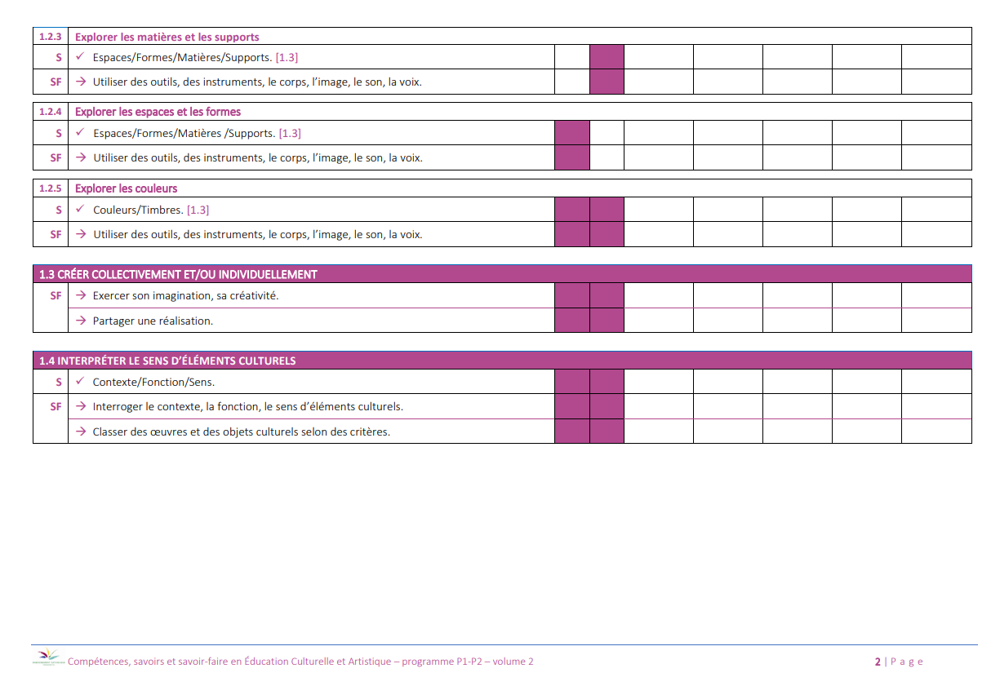 1.2.3 Explorer les matières et les supports
S ✓ Espaces/Formes/Matières/Supports. [1.3]
SF → Utiliser des outils, des instruments, le corps, l’image, le son, la voix.
1.2.4 Explorer les espaces et les formes
S ✓ Espaces/Formes/Matières /Supports. [1.3]
SF → Utiliser des outils, des instruments, le corps, l’image, le son, la voix.
1.2.5 Explorer les couleurs
S ✓ Couleurs/Timbres. [1.3]
SF → Utiliser des outils, des instruments, le corps, l’image, le son, la voix.
1.3 CRÉER COLLECTIVEMENT ET/OU INDIVIDUELLEMENT
SF → Exercer son imagination, sa créativité.
→ Partager une réalisation.
1.4 INTERPRÉTER LE SENS D’ÉLÉMENTS CULTURELS
S ✓ Contexte/Fonction/Sens.
SF → Interroger le contexte, la fonction, le sens d’éléments culturels.
→ Classer des œuvres et des objets culturels selon des critères.
Compétences, savoirs et savoir-faire en Éducation Culturelle et Artistique – programme P1-P2 – volume 2
2 | P a g e